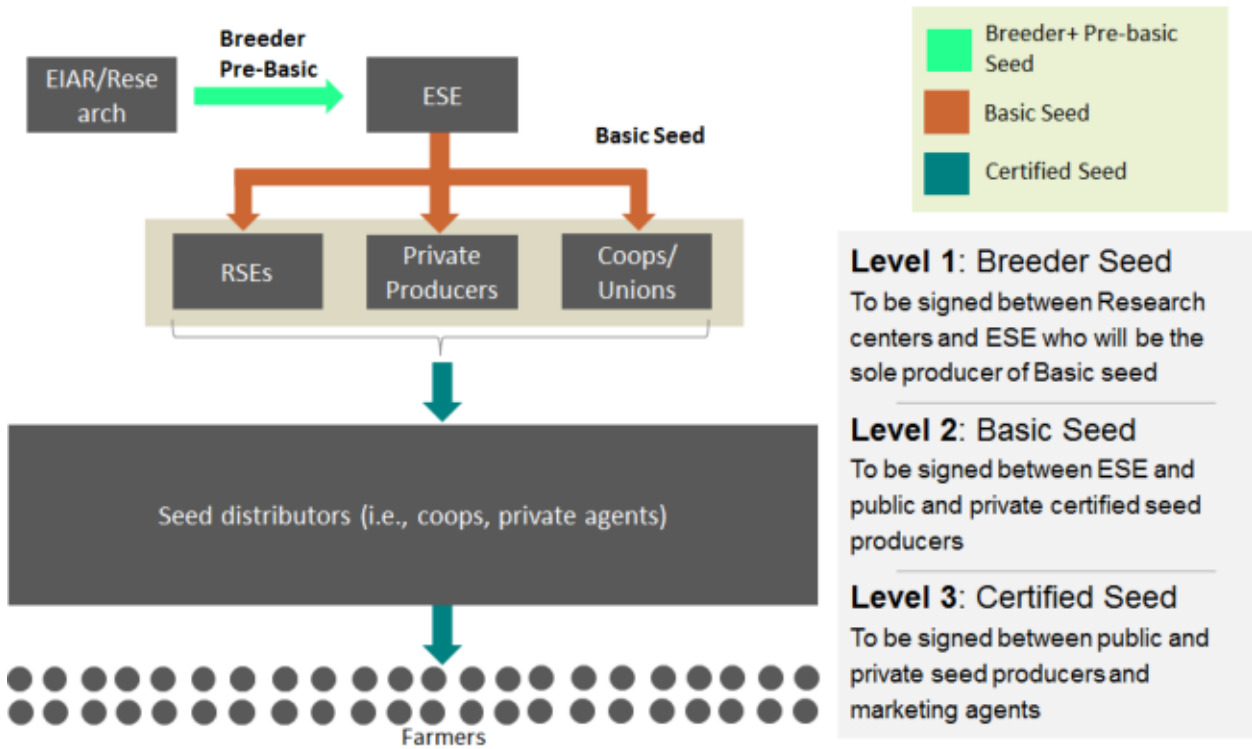 Breeder
Pre-Basic
EIAR/Rese
arch
ESE
Basic Seed
RSEs
Private
Producers
Coops/
Unions
Seed distributors (i.e., coops, private agents)
Farmers
Breeder+ Pre-basic
Seed
Basic Seed
Certified Seed
Level 1: Breeder Seed
To be signed between Research
centers and ESE who will be the
sole producer of Basic seed
Level 2: Basic Seed
To be signed between ESE and
public and private certified seed
producers
Level 3: Certified Seed
To be signed between public and
private seed producers and
marketing agents